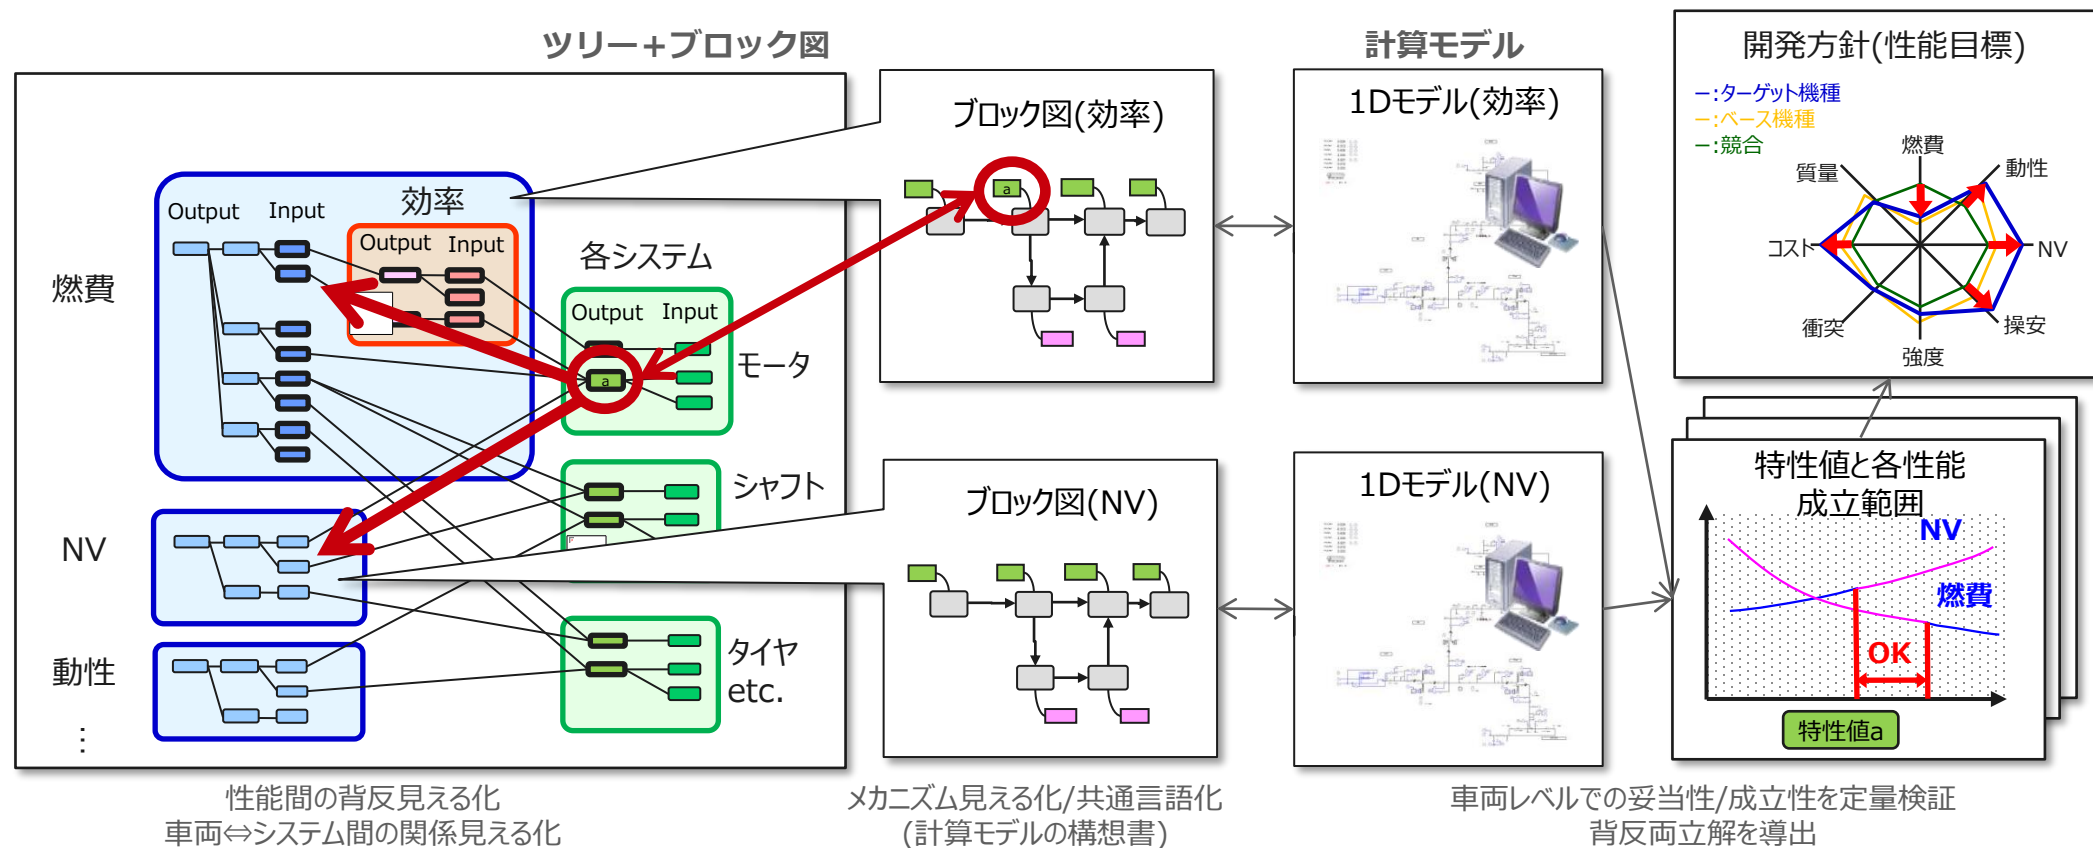 ツリー+ブロック図
計算モデル
燃費
Output
Input
効率
Output
Input
各システム
Output
Input
a
モータ
シャフト
タイヤ
etc.
NV
動性
…
ブロック図(効率)
a
ブロック図(NV)
1Dモデル(効率)
1Dモデル(NV)
開発方針(性能目標)
ー:ターゲット機種
ー:ベース機種
ー:競合
燃費
動性
NV
操安
強度
衝突
コスト
質量
特性値と各性能
成立範囲
NV
燃費
OK
特性値a
性能間の背反見える化
車両⇔システム間の関係見える化
メカニズム見える化/共通言語化
(計算モデルの構想書)
車両レベルでの妥当性/成立性を定量検証
背反両立解を導出